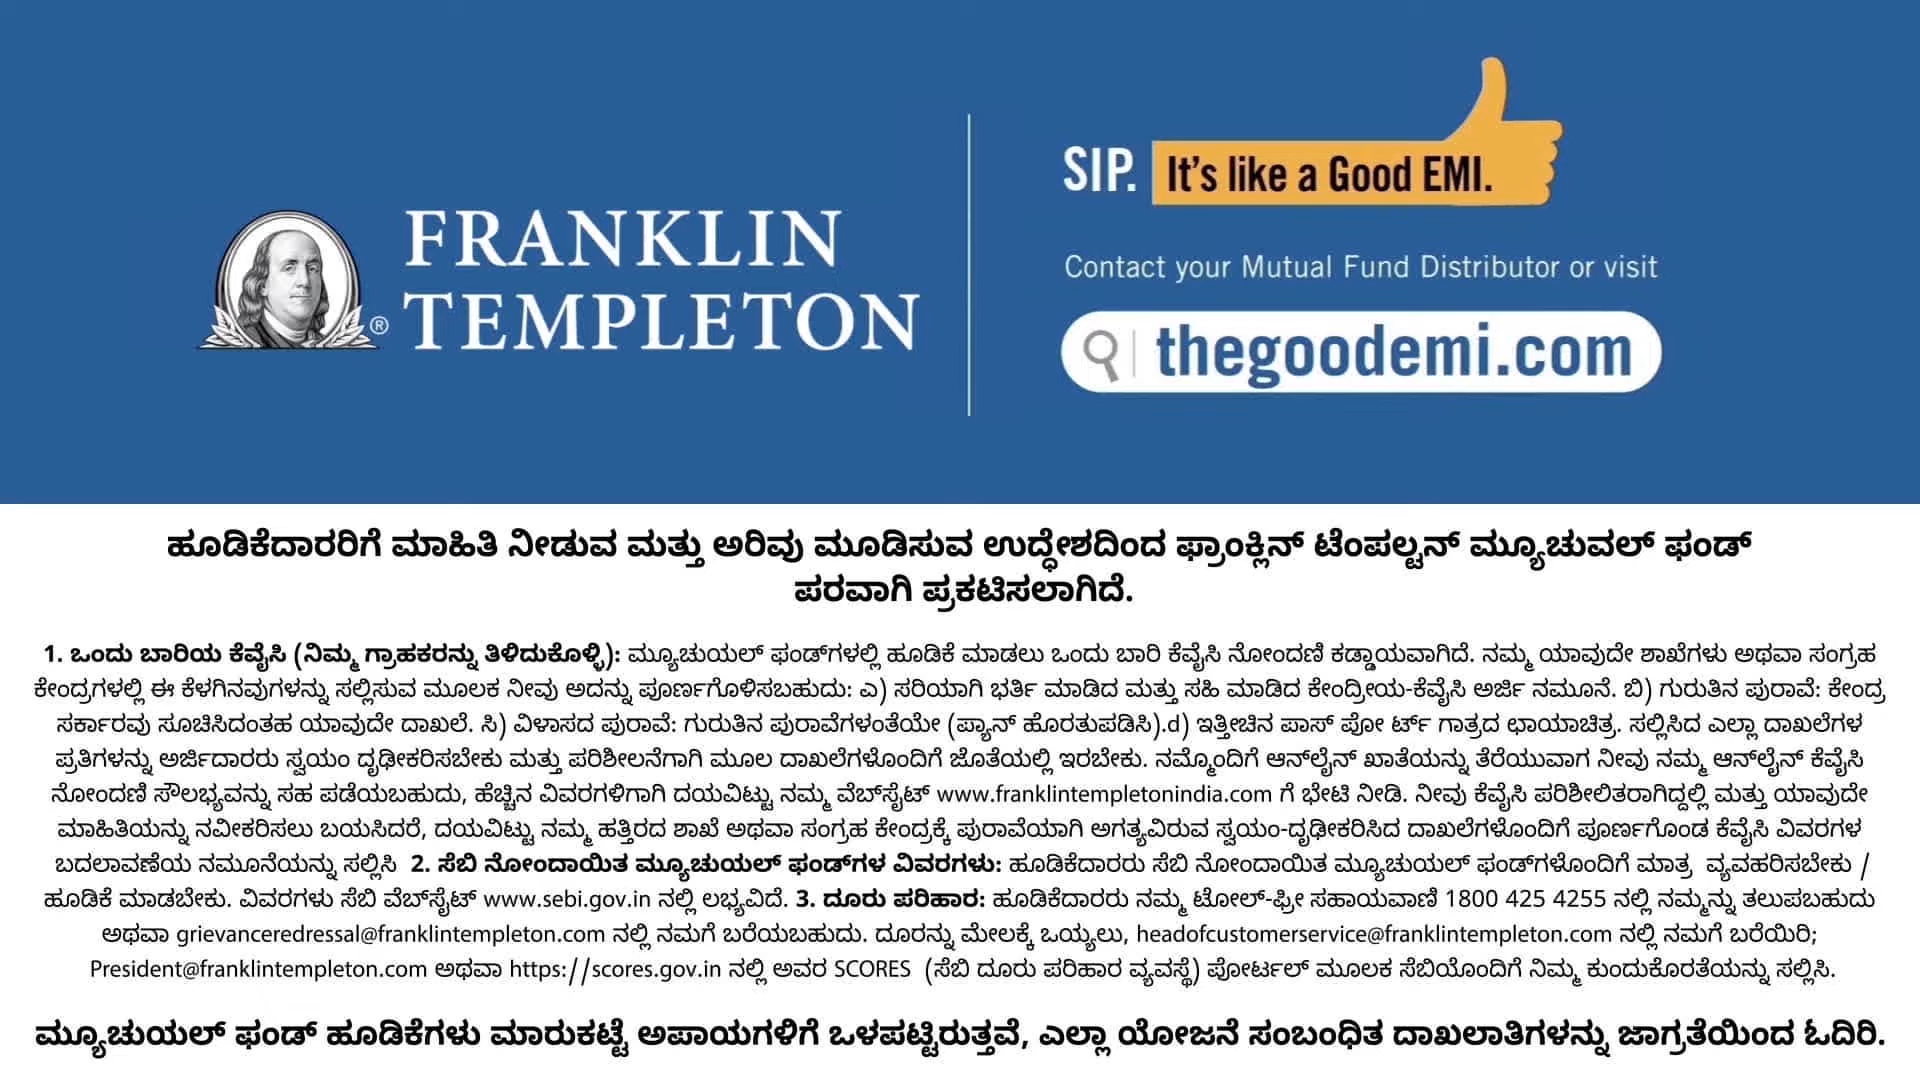 FRANKLIN
TEMPLETON
®
SIP. It's like a Good EMI.
Contact your Mutual Fund Distributor or visit
thegoodemi.com
ಹೂಡಿಕೆದಾರರಿಗೆ ಮಾಹಿತಿ ನೀಡುವ ಮತ್ತು ಅರಿವು ಮೂಡಿಸುವ ಉದ್ಧೇಶದಿಂದ ಫ್ರಾಂಕ್ಲಿನ್ ಟೆಂಪಲ್ಟನ್ ಮ್ಯೂಚುವಲ್ ಫಂಡ್
ಪರವಾಗಿ ಪ್ರಕಟಿಸಲಾಗಿದೆ.
1. ಒಂದು ಬಾರಿಯ ಕೆವೈಸಿ (ನಿಮ್ಮ ಗ್ರಾಹಕರನ್ನು ತಿಳಿದುಕೊಳ್ಳಿ): ಮ್ಯೂಚುಯಲ್ ಫಂಡ್‌ಗಳಲ್ಲಿ ಹೂಡಿಕೆ ಮಾಡಲು ಒಂದು ಬಾರಿ ಕೆವೈಸಿ ನೋಂದಣಿ ಕಡ್ಡಾಯವಾಗಿದೆ. ನಮ್ಮ ಯಾವುದೇ ಶಾಖೆಗಳು ಅಥವಾ ಸಂಗ್ರಹ
ಕೇಂದ್ರಗಳಲ್ಲಿ ಈ ಕೆಳಗಿನವುಗಳನ್ನು ಸಲ್ಲಿಸುವ ಮೂಲಕ ನೀವು ಅದನ್ನು ಪೂರ್ಣಗೊಳಿಸಬಹುದು: ಎ) ಸರಿಯಾಗಿ ಭರ್ತಿ ಮಾಡಿದ ಮತ್ತು ಸಹಿ ಮಾಡಿದ ಕೇಂದ್ರೀಯ-ಕೆವೈಸಿ ಅರ್ಜಿ ನಮೂನೆ. ಬಿ) ಗುರುತಿನ ಪುರಾವೆ: ಕೇಂದ್ರ
ಸರ್ಕಾರವು ಸೂಚಿಸಿದಂತಹ ಯಾವುದೇ ದಾಖಲೆ. ಸಿ) ವಿಳಾಸದ ಪುರಾವೆ: ಗುರುತಿನ ಪುರಾವೆಗಳಂತೆಯೇ (ಪ್ಯಾನ್ ಹೊರತುಪಡಿಸಿ).d) ಇತ್ತೀಚಿನ ಪಾಸ್ ಪೋ ರ್ಟ್ ಗಾತ್ರದ ಛಾಯಾಚಿತ್ರ. ಸಲ್ಲಿಸಿದ ಎಲ್ಲಾ ದಾಖಲೆಗಳ
ಪ್ರತಿಗಳನ್ನು ಅರ್ಜಿದಾರರು ಸ್ವಯಂ ದೃಢೀಕರಿಸಬೇಕು ಮತ್ತು ಪರಿಶೀಲನೆಗಾಗಿ ಮೂಲ ದಾಖಲೆಗಳೊಂದಿಗೆ ಜೊತೆಯಲ್ಲಿ ಇರಬೇಕು. ನಮ್ಮೊಂದಿಗೆ ಆನ್‌ಲೈನ್ ಖಾತೆಯನ್ನು ತೆರೆಯುವಾಗ ನೀವು ನಮ್ಮ ಆನ್‌ಲೈನ್ ಕೆವೈಸಿ
ನೋಂದಣಿ ಸೌಲಭ್ಯವನ್ನು ಸಹ ಪಡೆಯಬಹುದು, ಹೆಚ್ಚಿನ ವಿವರಗಳಿಗಾಗಿ ದಯವಿಟ್ಟು ನಮ್ಮ ವೆಬ್‌ಸೈಟ್ www.franklintempletonindia.com ಗೆ ಭೇಟಿ ನೀಡಿ. ನೀವು ಕೆವೈಸಿ ಪರಿಶೀಲಿತರಾಗಿದ್ದಲ್ಲಿ ಮತ್ತು ಯಾವುದೇ
ಮಾಹಿತಿಯನ್ನು ನವೀಕರಿಸಲು ಬಯಸಿದರೆ, ದಯವಿಟ್ಟು ನಮ್ಮ ಹತ್ತಿರದ ಶಾಖೆ ಅಥವಾ ಸಂಗ್ರಹ ಕೇಂದ್ರಕ್ಕೆ ಪುರಾವೆಯಾಗಿ ಅಗತ್ಯವಿರುವ ಸ್ವಯಂ-ದೃಢೀಕರಿಸಿದ ದಾಖಲೆಗಳೊಂದಿಗೆ ಪೂರ್ಣಗೊಂಡ ಕೆವೈಸಿ ವಿವರಗಳ
ಬದಲಾವಣೆಯ ನಮೂನೆಯನ್ನು ಸಲ್ಲಿಸಿ 2. ಸೆಬಿ ನೋಂದಾಯಿತ ಮ್ಯೂಚುಯಲ್ ಫಂಡ್‌ಗಳ ವಿವರಗಳು: ಹೂಡಿಕೆದಾರರು ಸೆಬಿ ನೋಂದಾಯಿತ ಮ್ಯೂಚುಯಲ್ ಫಂಡ್‌ಗಳೊಂದಿಗೆ ಮಾತ್ರ ವ್ಯವಹರಿಸಬೇಕು /
ಹೂಡಿಕೆ ಮಾಡಬೇಕು. ವಿವರಗಳು ಸೆಬಿ ವೆಬ್‌ಸೈಟ್ www.sebi.gov.in ನಲ್ಲಿ ಲಭ್ಯವಿದೆ. 3. ದೂರು ಪರಿಹಾರ: ಹೂಡಿಕೆದಾರರು ನಮ್ಮ ಟೋಲ್-ಫ್ರೀ ಸಹಾಯವಾಣಿ 1800 425 4255 ನಲ್ಲಿ ನಮ್ಮನ್ನು ತಲುಪಬಹುದು
ಅಥವಾ grievanceredressal@franklintempleton.com ನಲ್ಲಿ ನಮಗೆ ಬರೆಯಬಹುದು. ದೂರನ್ನು ಮೇಲಕ್ಕೆ ಒಯ್ಯಲು, headofcustomerservice@franklintempleton.com ನಲ್ಲಿ ನಮಗೆ ಬರೆಯಿರಿ;
President@franklintempleton.com ಅಥವಾ https://scores.gov.in ನಲ್ಲಿ ಅವರ SCORES (ಸೆಬಿ ದೂರು ಪರಿಹಾರ ವ್ಯವಸ್ಥೆ) ಪೋರ್ಟಲ್ ಮೂಲಕ ಸೆಬಿಯೊಂದಿಗೆ ನಿಮ್ಮ ಕುಂದುಕೊರತೆಯನ್ನು ಸಲ್ಲಿಸಿ.
ಮ್ಯೂಚುಯಲ್ ಫಂಡ್ ಹೂಡಿಕೆಗಳು ಮಾರುಕಟ್ಟೆ ಅಪಾಯಗಳಿಗೆ ಒಳಪಟ್ಟಿರುತ್ತವೆ, ಎಲ್ಲಾ ಯೋಜನೆ ಸಂಬಂಧಿತ ದಾಖಲಾತಿಗಳನ್ನು ಜಾಗ್ರತೆಯಿಂದ ಓದಿರಿ.